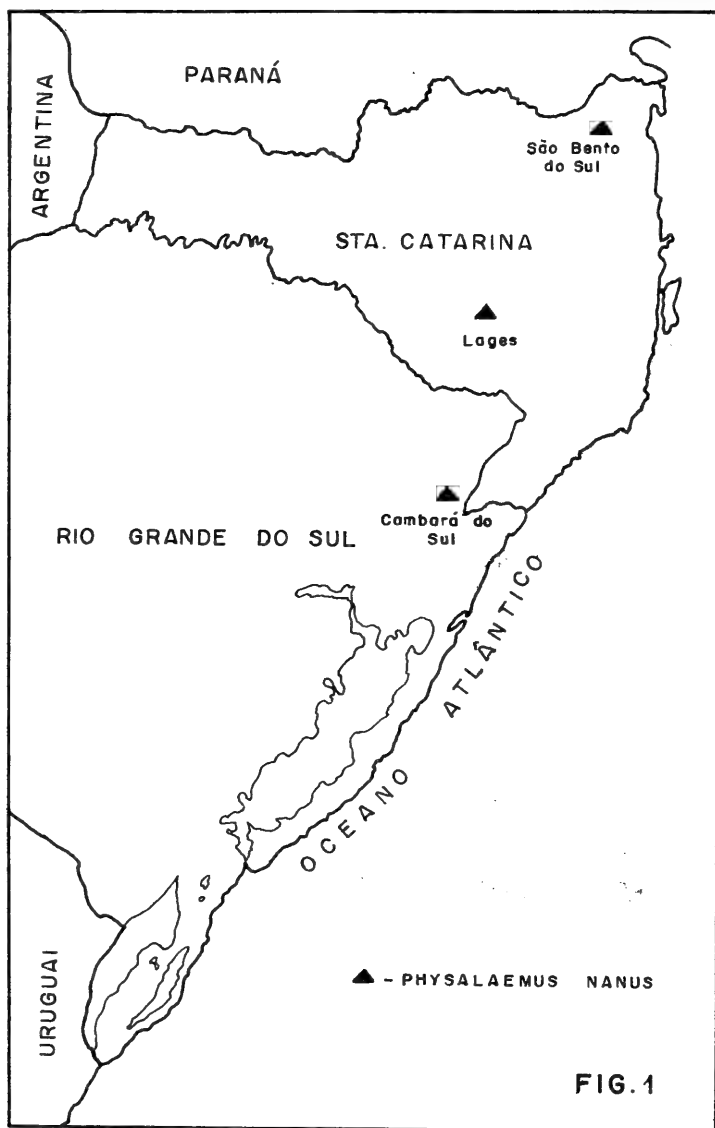 PARANÁ
ARGENTINA
São Bento
do Sul
STA. CATARINA
Lages
Cambará do
Sul
RIO GRANDE DO SUL
OCEANO ATLÂNTICO
URUGUAI
- PHYSALAEMUS NANUS
FIG.1